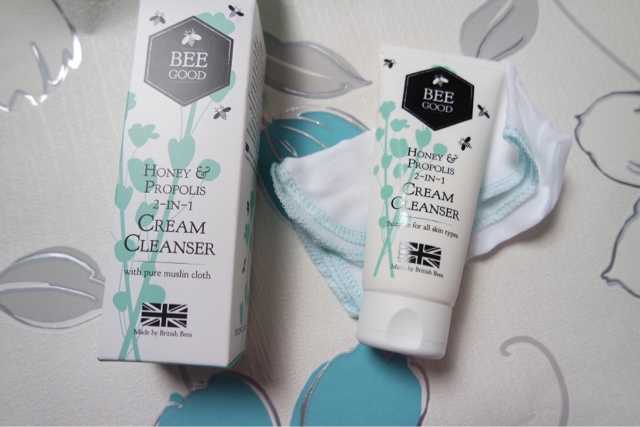 BEE
GOOD
HONEY &
PROPOLIS
2-IN-1
CREAM
CLEANSER
with pure muslin cloth
Made by British Bees
BEE
GOOD
HONEY &
PROPOLIS
2-IN-1
CREAM
CLEANSER
Suitable for all skin types
Made by British Bees